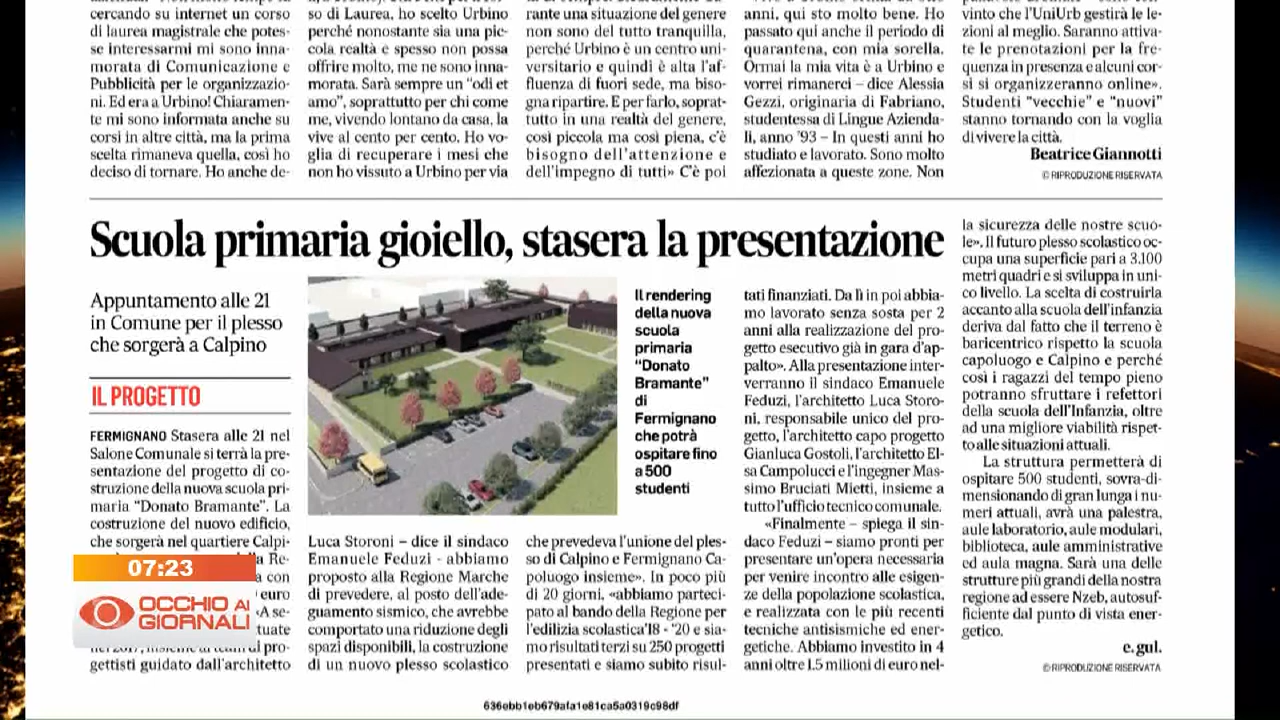 cercando su internet un corso
di laurea magistrale che potes-
se interessarmi mi sono inna-
morata di Comunicazione e
Pubblicità per le organizzazio-
ni. Ed era a Urbino! Chiaramen-
te mi sono informata anche su
corsi in altre città, ma la prima
scelta rimaneva quella, così ho
deciso di tornare. Ho anche de-
so di Laurea, ho scelto Urbino
perché nonostante sia una pic-
cola realtà e spesso non possa
offrire molto, me ne sono inna-
morata. Sarà sempre un “odi et
amo”, soprattutto per chi come
me, vivendo lontano da casa, la
vive al cento per cento. Ho vo-
glia di recuperare i mesi che
non ho vissuto a Urbino per via
rante una situazione del genere
non sono del tutto tranquilla,
perché Urbino è un centro uni-
versitario e quindi è alta l'af-
fluenza di fuori sede, ma biso-
gna ripartire. E per farlo, soprat-
tutto in una realtà del genere,
così piccola ma così piena, c'è
bisogno dell'attenzione e
dell'impegno di tutti» C'è poi
anni, qui sto molto bene. Ho
passato qui anche il periodo di
quarantena, con mia sorella.
Ormai la mia vita è a Urbino e
vorrei rimanerci – dice Alessia
Gezzi, originaria di Fabriano,
studentessa di Lingue Azienda-
li, anno '93 – In questi anni ho
studiato e lavorato. Sono molto
affezionata a queste zone. Non
vinto che l'UniUrb gestirà le le-
zioni al meglio. Saranno attiva-
te le prenotazioni per la fre-
quenza in presenza e alcuni cor-
si si organizzeranno online».
Studenti “vecchie” e “nuovi”
stanno tornando con la voglia
di vivere la città.
Beatrice Giannotti
© RIPRODUZIONE RISERVATA
Scuola primaria gioiello, stasera la presentazione
Appuntamento alle 21
in Comune per il plesso
che sorgerà a Calpino
IL PROGETTO
FERMIGNANO Stasera alle 21 nel
Salone Comunale si terrà la pre-
sentazione del progetto di co-
struzione della nuova scuola pri-
maria “Donato Bramante”. La
costruzione del nuovo edificio,
che sorgerà nel quartiere Calpi-
Re-
a con
euro
«A se-
tuate
nel 2017, insieme al team di pro-
gettisti guidato dall'architetto
Il rendering
della nuova
scuola
primaria
“Donato
Bramante”
di
Fermignano
che potrà
ospitare fino
a 500
studenti
Luca Storoni – dice il sindaco
Emanuele Feduzi - abbiamo
proposto alla Regione Marche
di prevedere, al posto dell'ade-
guamento sismico, che avrebbe
comportato una riduzione degli
spazi disponibili, la costruzione
di un nuovo plesso scolastico
che prevedeva l'unione del ples-
so di Calpino e Fermignano Ca-
poluogo insieme». In poco più
di 20 giorni, «abbiamo parteci-
pato al bando della Regione per
l'edilizia scolastica'18 - '20 e sia-
mo risultati terzi su 250 progetti
presentati e siamo subito risul-
tati finanziati. Da lì in poi abbia-
mo lavorato senza sosta per 2
anni alla realizzazione del pro-
getto esecutivo già in gara d'ap-
palto». Alla presentazione inter-
verranno il sindaco Emanuele
Feduzi, l'architetto Luca Storo-
ni, responsabile unico del pro-
getto, l'architetto capo progetto
Gianluca Gostoli, l'architetto El-
sa Campolucci e l'ingegner Mas-
simo Bruciati Mietti, insieme a
tutto l'ufficio tecnico comunale.
«Finalmente – spiega il sin-
daco Feduzi – siamo pronti per
presentare un'opera necessaria
per venire incontro alle esigen-
ze della popolazione scolastica,
e realizzata con le più recenti
tecniche antisismiche ed ener-
getiche. Abbiamo investito in 4
anni oltre 1.5 milioni di euro nel-
la sicurezza delle nostre scuo-
le». Il futuro plesso scolastico oc-
cupa una superficie pari a 3.100
metri quadri e si sviluppa in uni-
co livello. La scelta di costruirla
accanto alla scuola dell'infanzia
deriva dal fatto che il terreno è
baricentrico rispetto la scuola
capoluogo e Calpino e perché
così i ragazzi del tempo pieno
potranno sfruttare i refettori
della scuola dell'Infanzia, oltre
ad una migliore viabilità rispet-
to alle situazioni attuali.
La struttura permetterà di
ospitare 500 studenti, sovra-di-
mensionando di gran lunga i nu-
meri attuali, avrà una palestra,
aule laboratorio, aule modulari,
biblioteca, aule amministrative
ed aula magna. Sarà una delle
strutture più grandi della nostra
regione ad essere Nzeb, autosuf-
ficiente dal punto di vista ener-
getico.
e. gul.
© RIPRODUZIONE RISERVATA
07:23
OCCHIO AI
GIORNALI
636ebb1eb679afa1e81ca5a0319c98df